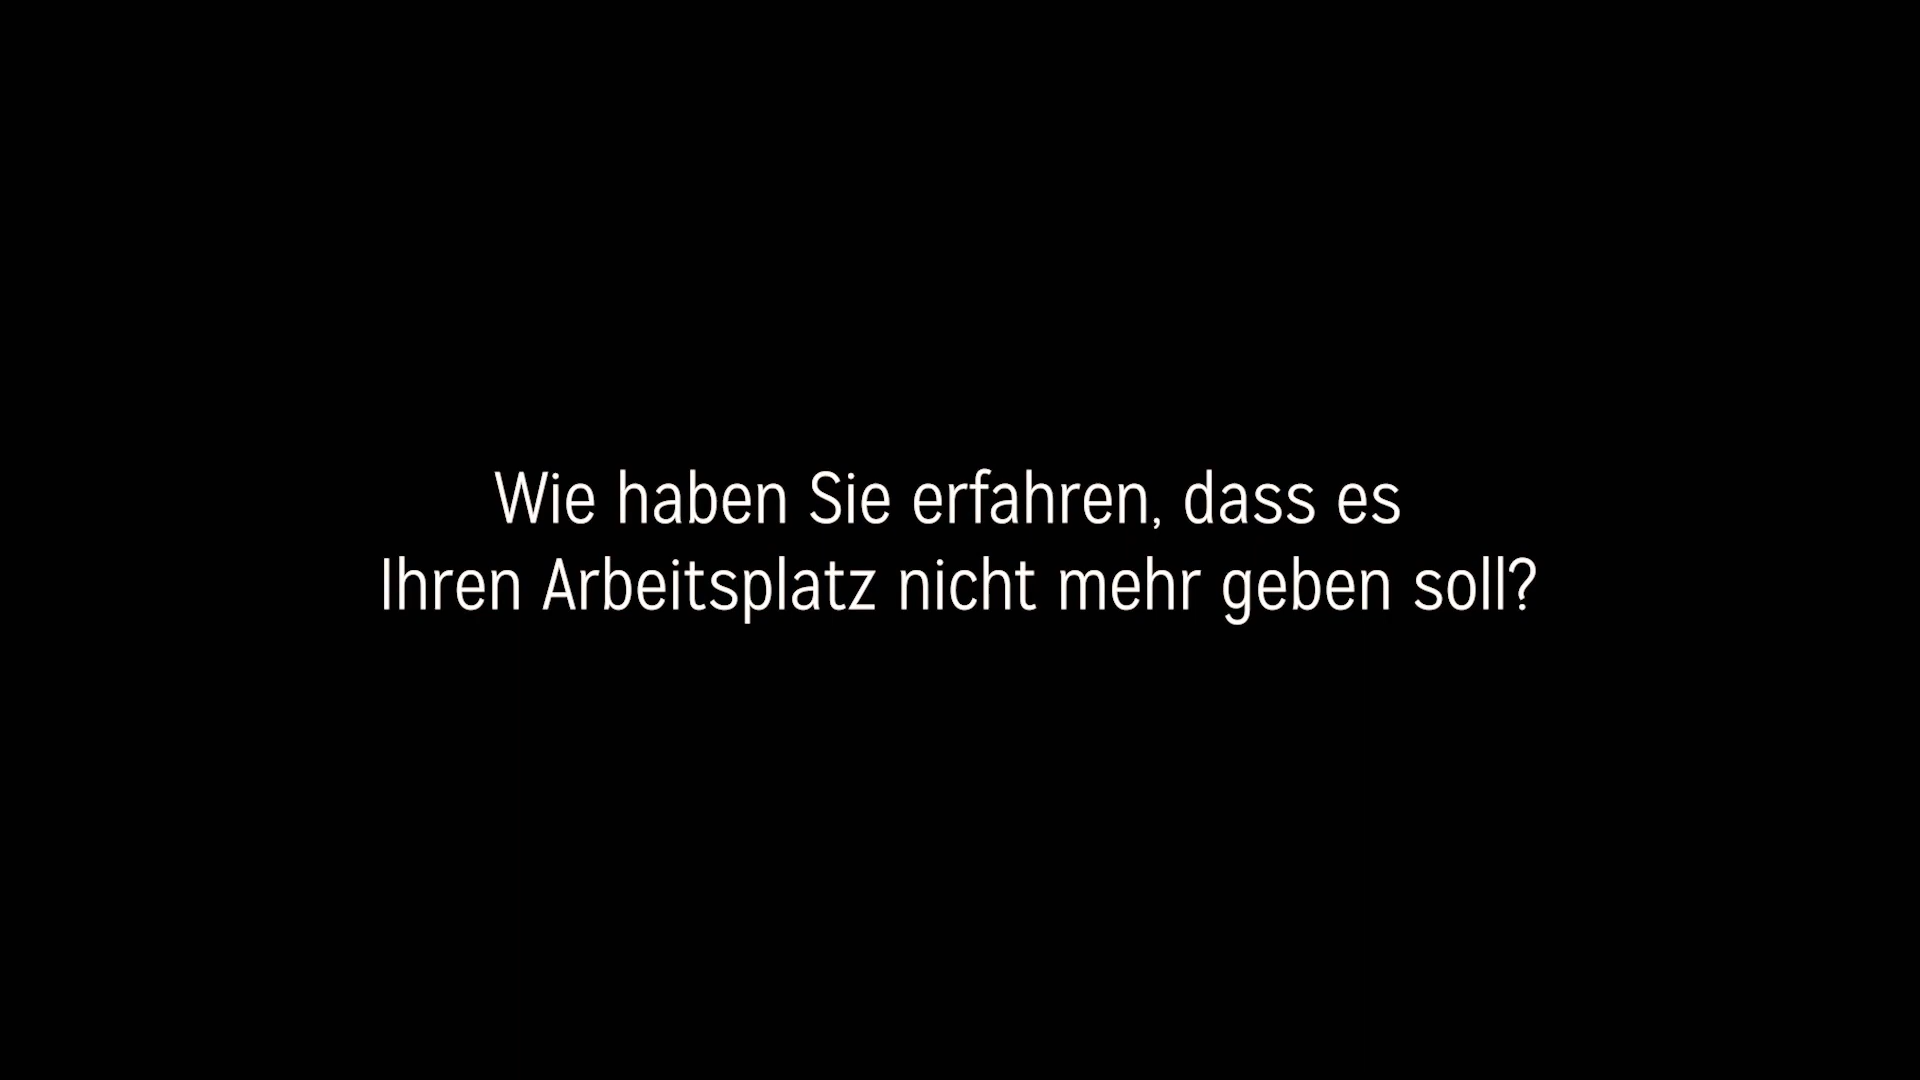 Wie haben Sie erfahren, dass es
Ihren Arbeitsplatz nicht mehr geben soll?